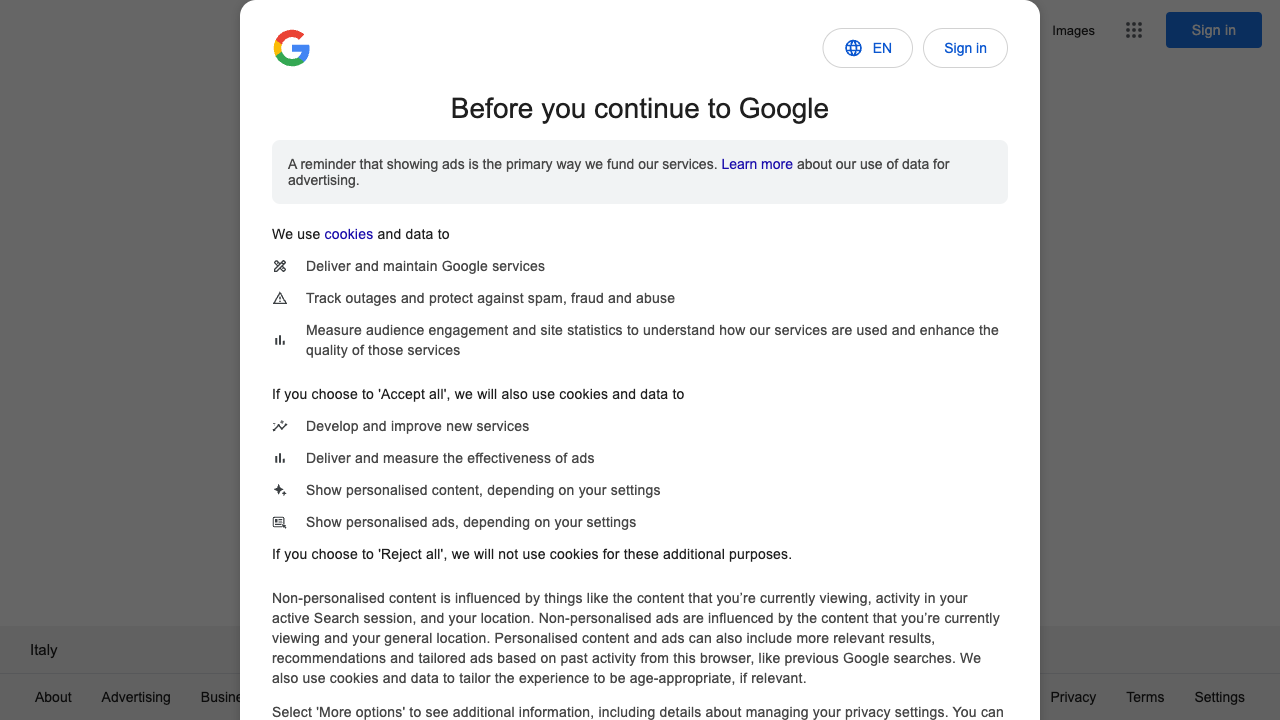 Images
Sign in
EN
Sign in
Before you continue to Google
A reminder that showing ads is the primary way we fund our services. Learn more about our use of data for
advertising.
We use cookies and data to
Deliver and maintain Google services
Track outages and protect against spam, fraud and abuse
Measure audience engagement and site statistics to understand how our services are used and enhance the
quality of those services
If you choose to 'Accept all', we will also use cookies and data to
Develop and improve new services
Deliver and measure the effectiveness of ads
Show personalised content, depending on your settings
Show personalised ads, depending on your settings
If you choose to 'Reject all', we will not use cookies for these additional purposes.
Non-personalised content is influenced by things like the content that you’re currently viewing, activity in your
active Search session, and your location. Non-personalised ads are influenced by the content that you’re currently
viewing and your general location. Personalised content and ads can also include more relevant results,
recommendations and tailored ads based on past activity from this browser, like previous Google searches. We
also use cookies and data to tailor the experience to be age-appropriate, if relevant.
Select 'More options' to see additional information, including details about managing your privacy settings. You can
Italy
About Advertising Busine
Privacy Terms Settings